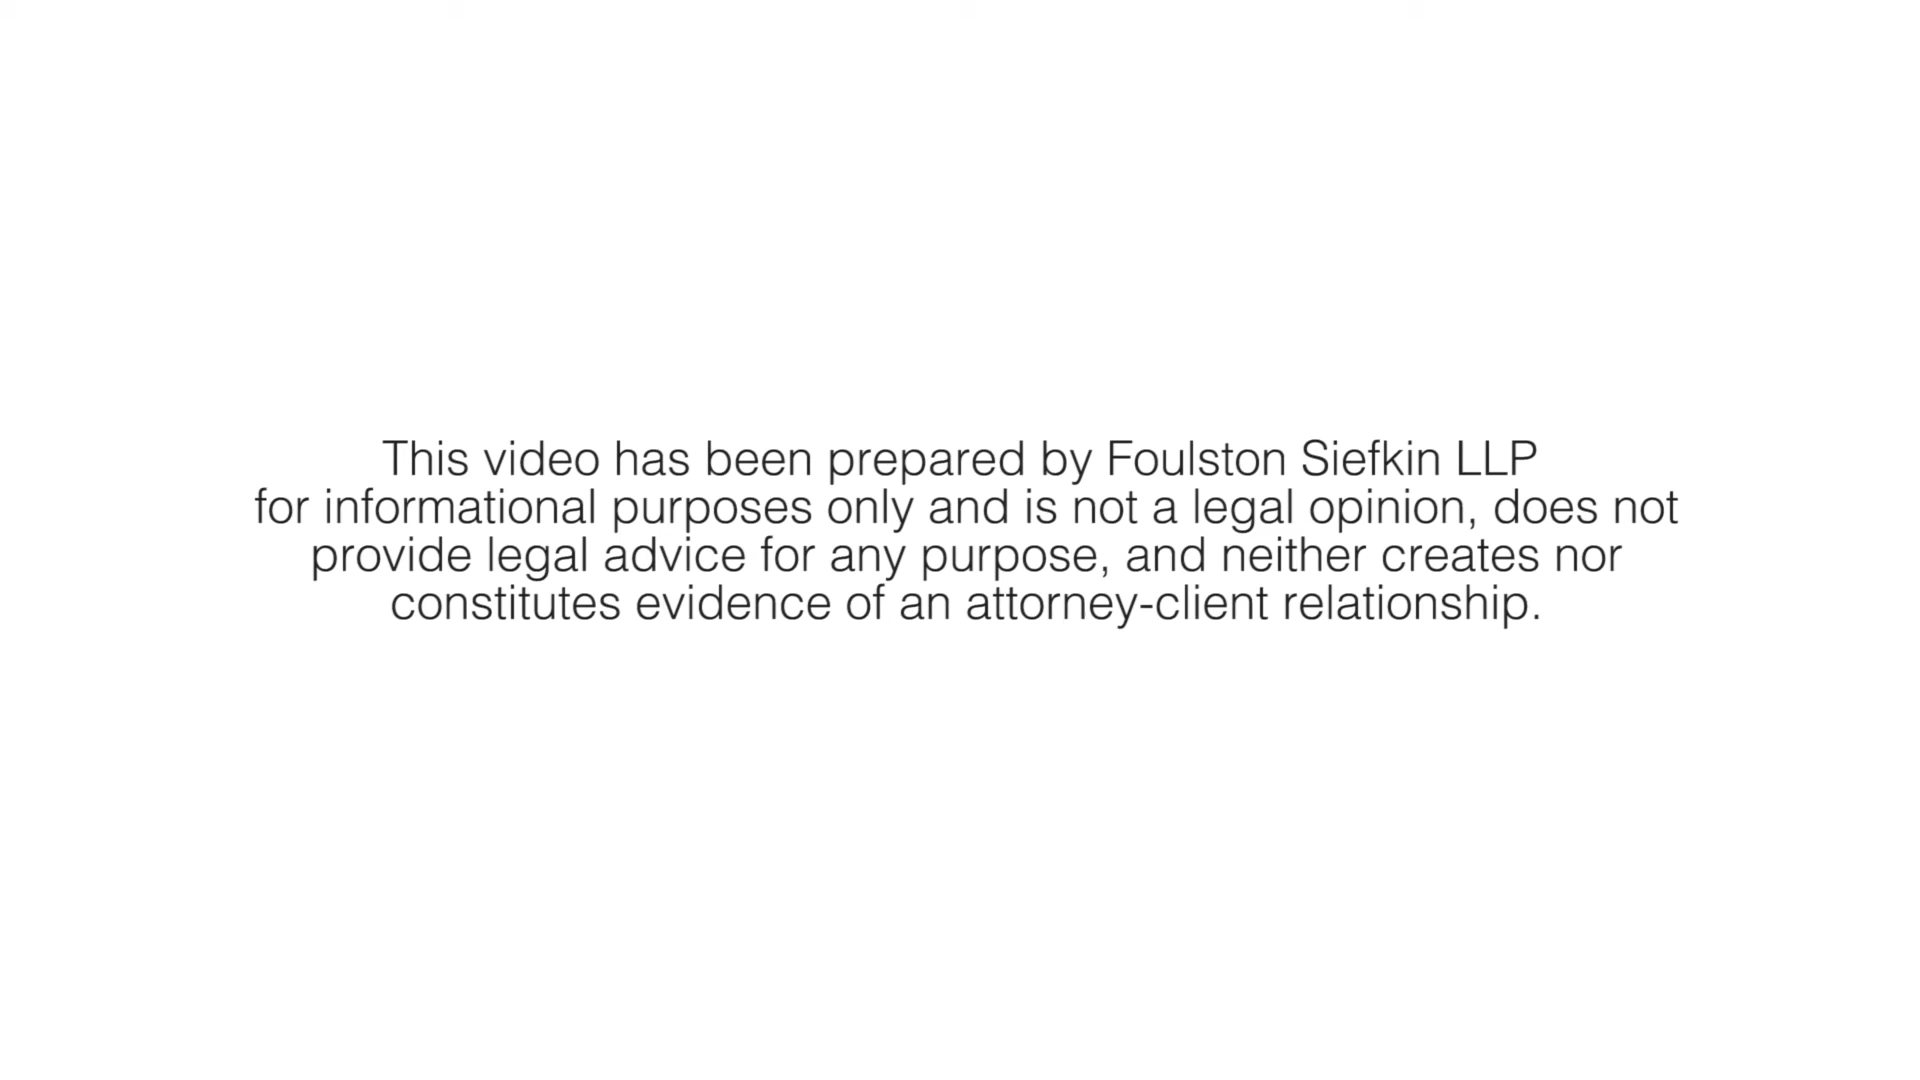 This video has been prepared by Foulston Siefkin LLP
for informational purposes only and is not a legal opinion, does not
provide legal advice for any purpose, and neither creates nor
constitutes evidence of an attorney-client relationship.